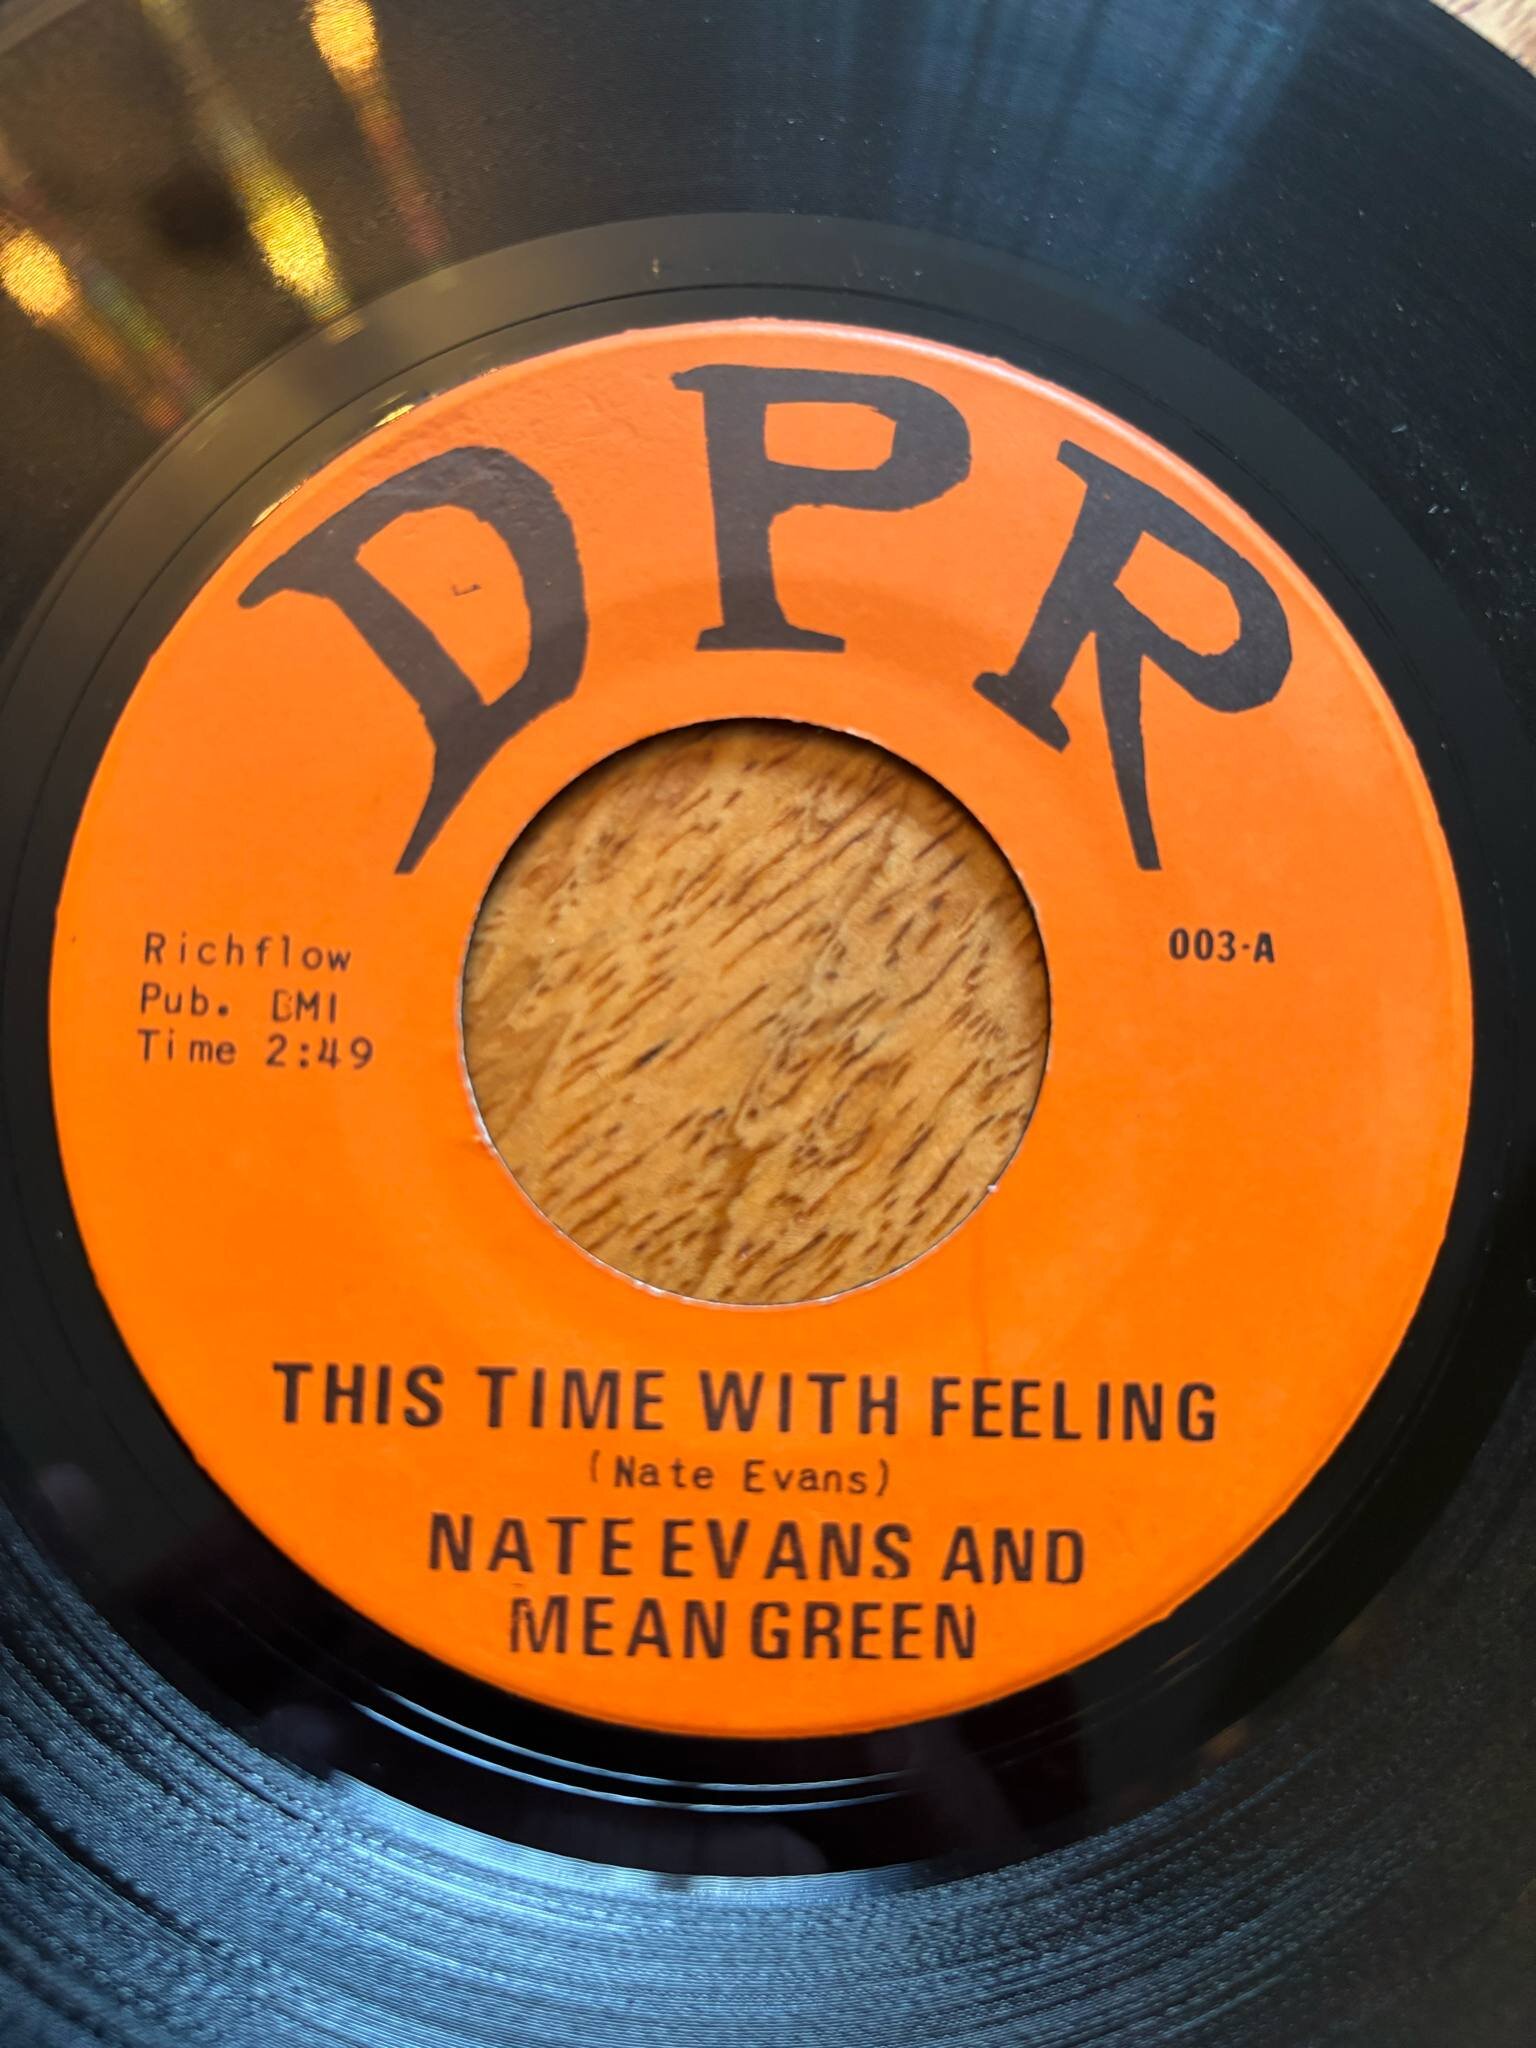 DPR
Richflow
Pub. BMI
Time 2:49
003-A
THIS TIME WITH FEELING
(Nate Evans)
NATE EVANS AND
MEAN GREEN